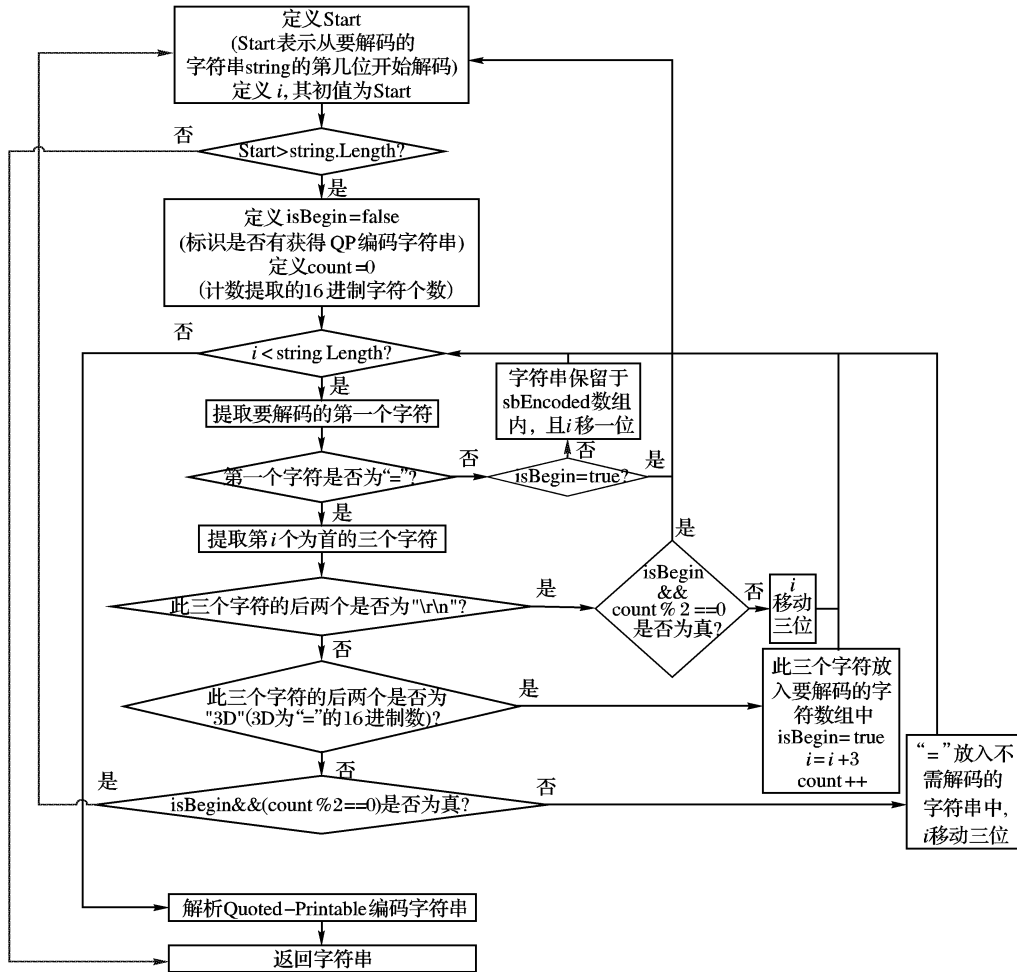 定义Start
(Start表示从要解码的
字符串string的第几位开始解码)
定义 i, 其初值为Start
否
Start>string.Length?
是
定义isBegin=false
(标识是否有获得 QP 编码字符串)
定义count=0
（计数提取的16 进制字符个数）
否
i < string Length?
是
提取要解码的第一个字符
字符串保留于
sbEncoded数组
内，且i 移一位
否
第一个字符是否为“=”?
否
isBegin=true?
是
是
提取第 i 个为首的三个字符
是
此三个字符的后两个是否为"\r\n"?
是
isBegin
&&
count % 2 ==0
是否为真?
否
i
移动
三位
否
此三个字符的后两个是否为
"3D"(3D为“=”的16进制数)?
是
此三个字符放
入要解码的字
符数组中
isBegin= true
i= i +3
count ++
否
是
isBegin&&(count %2==0)是否为真?
否
“=”放入不
需解码的
字符串中,
i移动三位
解析Quoted-Printable 编码字符串
返回字符串